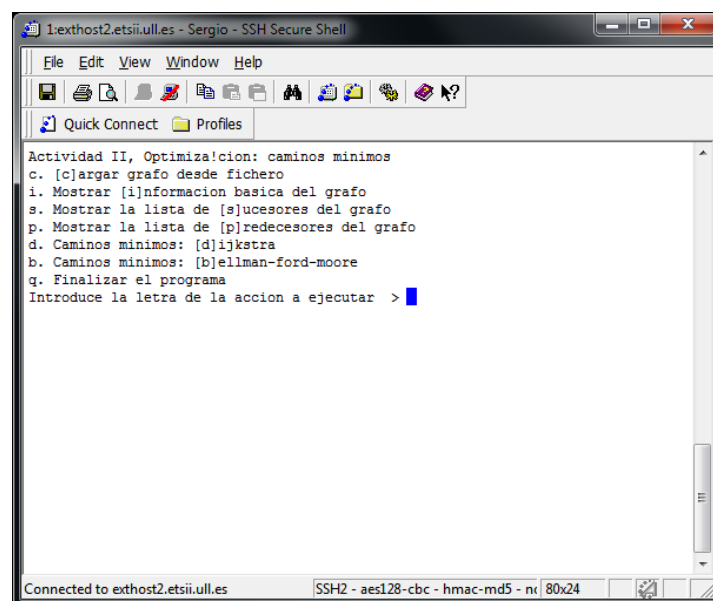 1:exthost2.etsii.ull.es - Sergio - SSH Secure Shell
File Edit View Window Help
Quick Connect Profiles
Actividad II, Optimiza!cion: caminos minimos
c. [c]argar grafo desde fichero
i. Mostrar [i]nformacion basica del grafo
s. Mostrar la lista de [s]ucesores del grafo
p. Mostrar la lista de [p]redecesores del grafo
d. Caminos minimos: [d]ijkstra
b. Caminos minimos: [b]ellman-ford-moore
q. Finalizar el programa
Introduce la letra de la accion a ejecutar >
Connected to exthost2.etsii.ull.es SSH2 - aes128-cbc - hmac-md5 - no 80x24